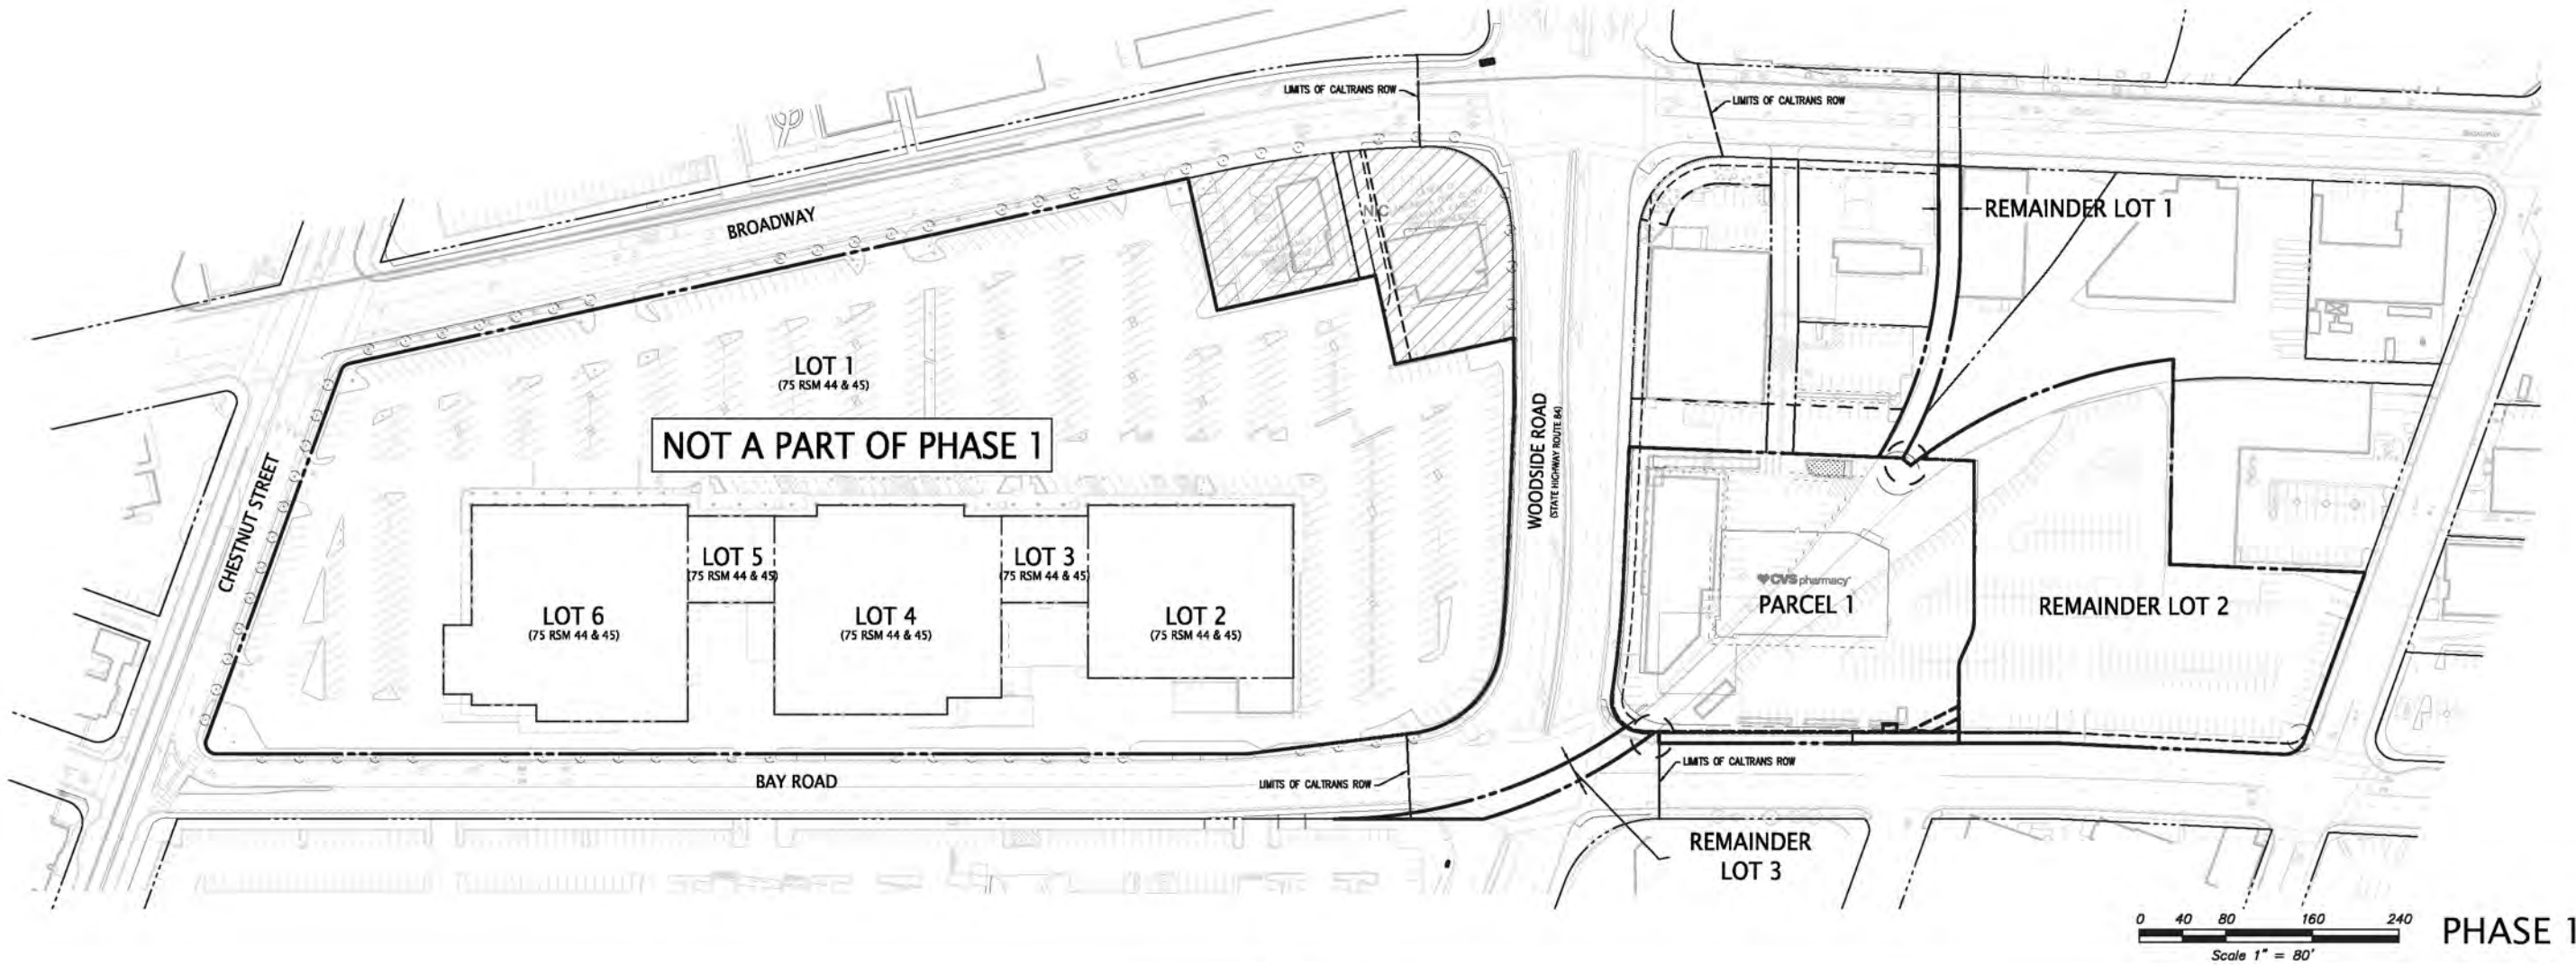 LIMITS OF CALTRANS ROW
LIMITS OF CALTRANS ROW
BROADWAY
BROADWAY
NIC
REMAINDER LOT 1
LOT 1
(75 RSM 44 & 45)
NOT A PART OF PHASE 1
CHESTNUT STREET
WOODSIDE ROAD
(STATE HIGHWAY ROUTE 84)
LOT 5
(75 RSM 44 & 45)
LOT 3
(75 RSM 44 & 45)
LOT 6
(75 RSM 44 & 45)
LOT 4
(75 RSM 44 & 45)
LOT 2
(75 RSM 44 & 45)
CVS pharmacy
PARCEL 1
REMAINDER LOT 2
BAY ROAD
LIMITS OF CALTRANS ROW
LIMITS OF CALTRANS ROW
REMAINDER
LOT 3
0 40 80 160 240
Scale 1" = 80'
PHASE 1